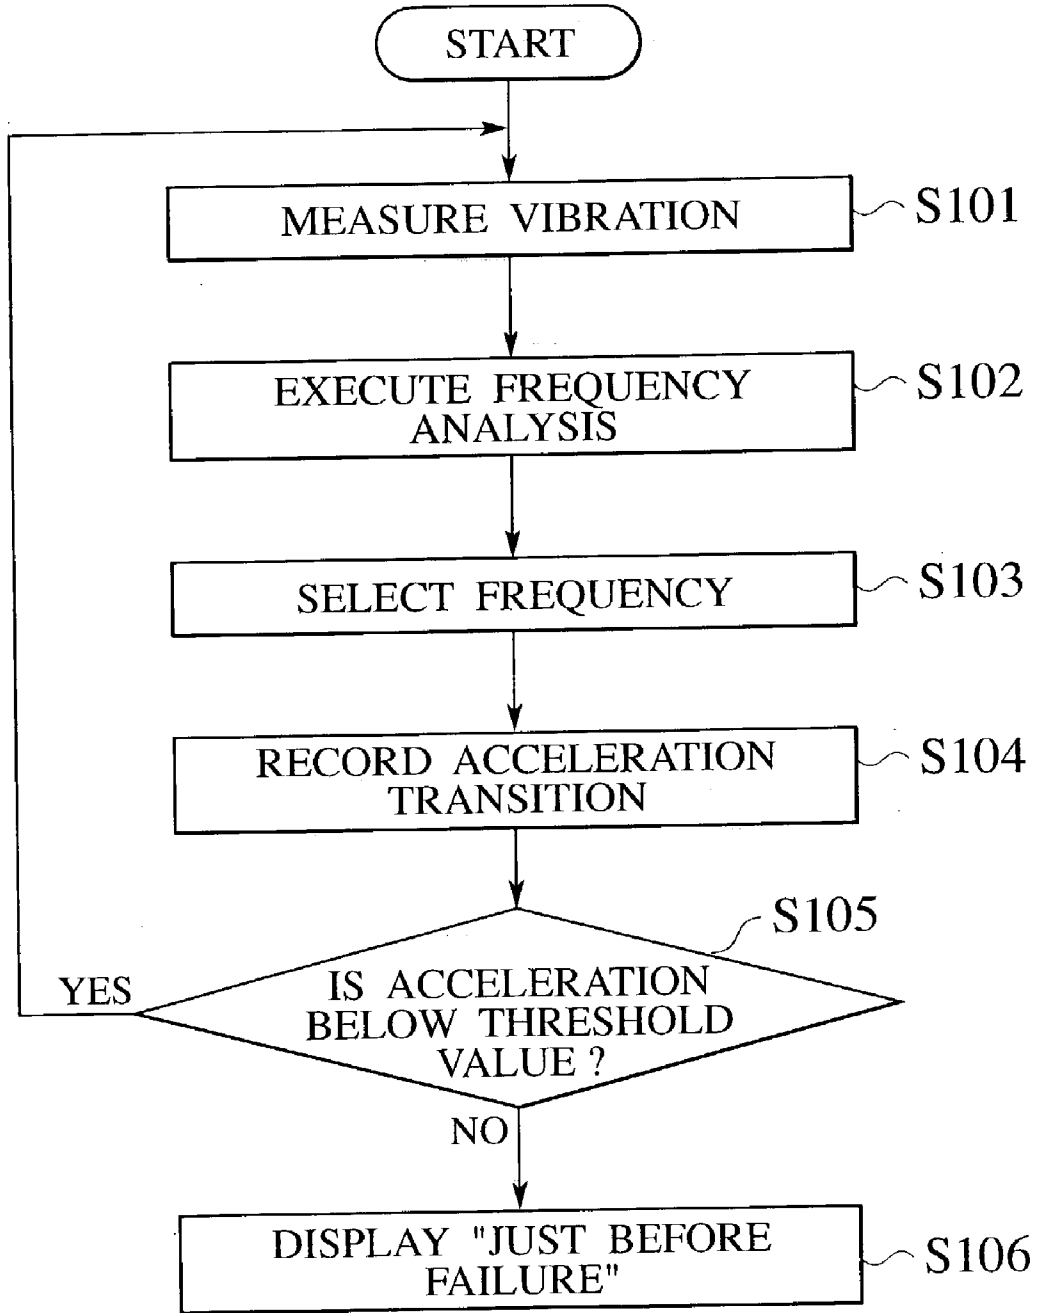 START
MEASURE VIBRATION
S101
EXECUTE FREQUENCY
ANALYSIS
S102
SELECT FREQUENCY
S103
RECORD ACCELERATION
TRANSITION
S104
S105
YES
IS ACCELERATION
BELOW THRESHOLD
VALUE ?
NO
DISPLAY "JUST BEFORE
FAILURE"
S106